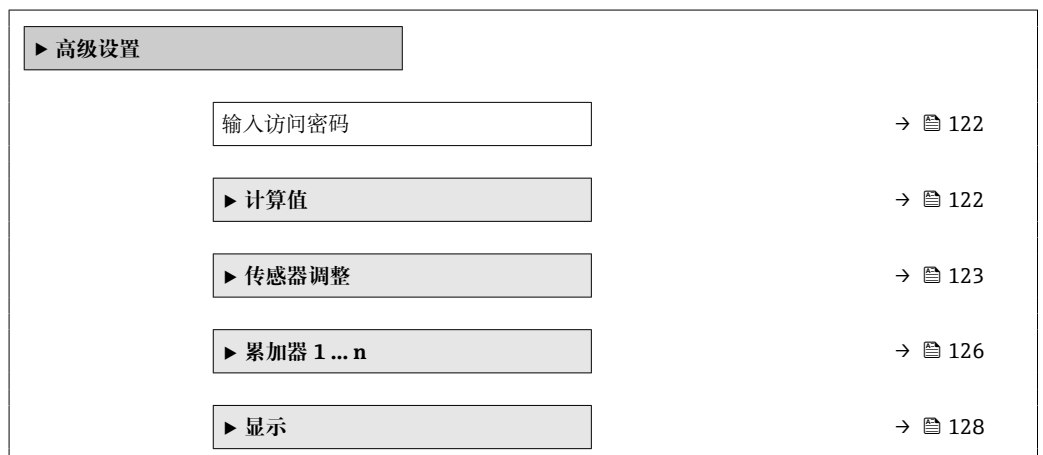 ▶ 高级设置
输入访问密码 → 🖹 122
▶ 计算值 → 🖹 122
▶ 传感器调整 → 🖹 123
▶ 累加器 1 … n → 🖹 126
▶ 显示 → 🖹 128